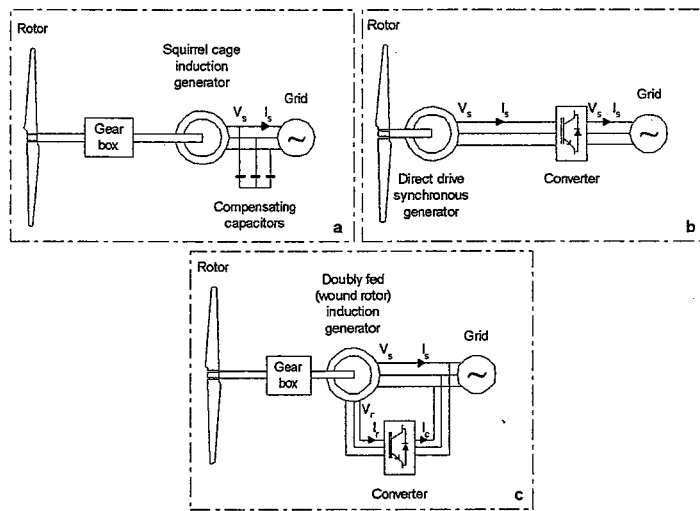 Rotor
Squirrel cage
induction
generator
Vs
Is
Grid
Gear
box
~
Compensating
capacitors
a
Rotor
Vs
Is
Vs
Is
Grid
~
Direct drive
synchronous
generator
Converter
b
Rotor
Doubly fed
(wound rotor)
induction
generator
Vs
Is
Grid
Gear
box
~
Vr
Ir
Ic
Converter
c